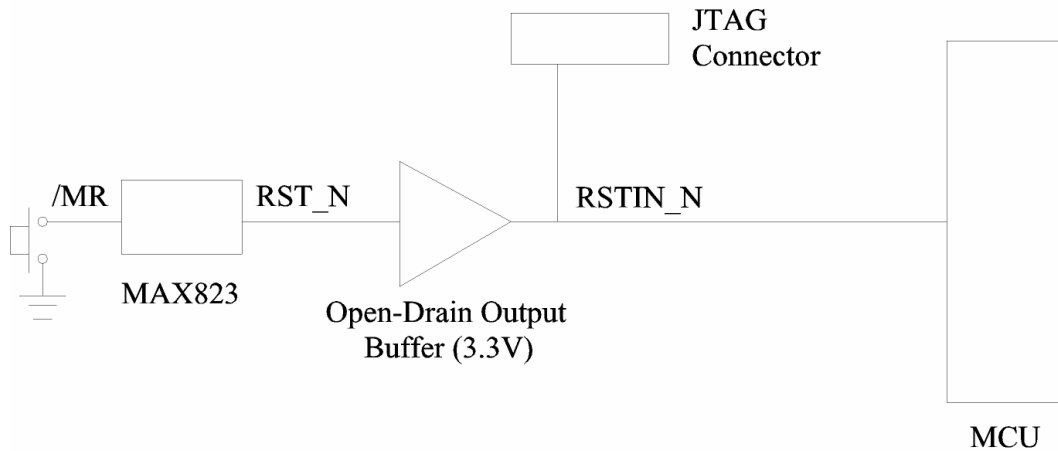 JTAG
Connector
/MR
RST_N
RSTIN_N
MAX823
Open-Drain Output
Buffer (3.3V)
MCU